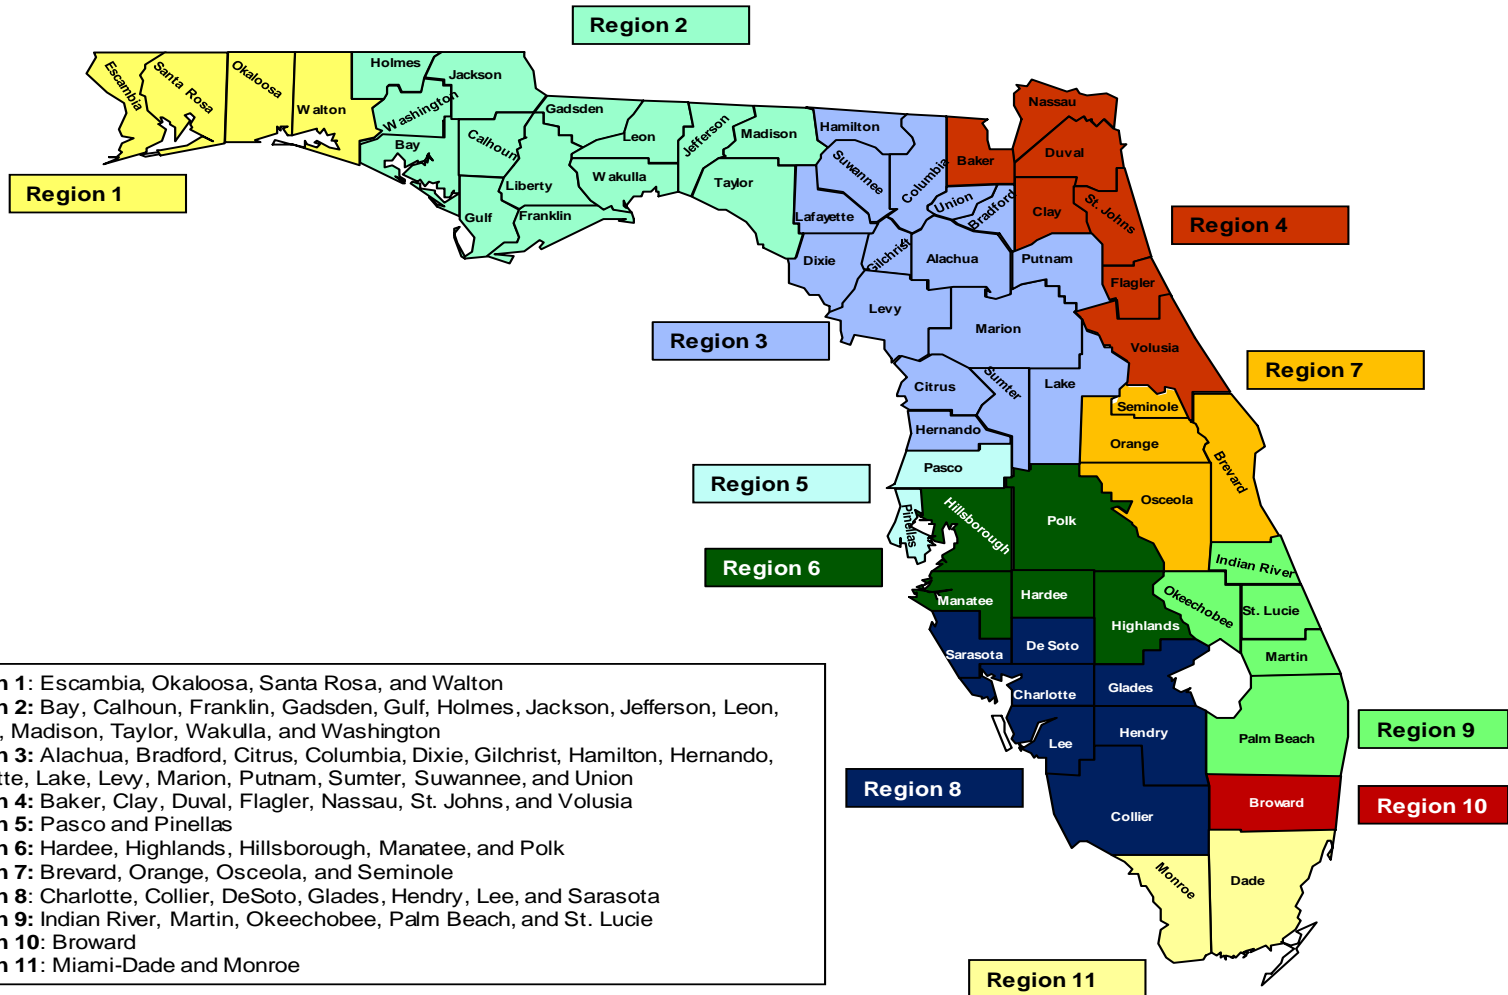 Region 2
Holmes
Jackson
Escambia
Santa Rosa
Okaloosa
Walton
Washington
Bay
Calhoun
Gulf
Liberty
Franklin
Gadsden
Leon
Wakulla
Jefferson
Madison
Taylor
Region 1
Hamilton
Suwannee
Columbia
Lafayette
Dixie
Gilchrist
Union
Bradford
Alachua
Putnam
Levy
Marion
Citrus
Sumter
Lake
Hernando
Region 3
Nassau
Baker
Duval
Clay
St. Johns
Flagler
Volusia
Region 4
Region 7
Seminole
Orange
Brevard
Osceola
Region 5
Pasco
Pinellas
Region 6
Hillsborough
Polk
Manatee
Hardee
Highlands
Indian River
Okeechobee
St. Lucie
Martin
Palm Beach
Region 9
Sarasota
De Soto
Charlotte
Glades
Lee
Hendry
Collier
Region 8
Broward
Region 10
Monroe
Dade
Region 11
n 1: Escambia, Okaloosa, Santa Rosa, and Walton
n 2: Bay, Calhoun, Franklin, Gadsden, Gulf, Holmes, Jackson, Jefferson, Leon,
, Madison, Taylor, Wakulla, and Washington
n 3: Alachua, Bradford, Citrus, Columbia, Dixie, Gilchrist, Hamilton, Hernando,
tte, Lake, Levy, Marion, Putnam, Sumter, Suwannee, and Union
n 4: Baker, Clay, Duval, Flagler, Nassau, St. Johns, and Volusia
n 5: Pasco and Pinellas
n 6: Hardee, Highlands, Hillsborough, Manatee, and Polk
n 7: Brevard, Orange, Osceola, and Seminole
n 8: Charlotte, Collier, DeSoto, Glades, Hendry, Lee, and Sarasota
n 9: Indian River, Martin, Okeechobee, Palm Beach, and St. Lucie
n 10: Broward
n 11: Miami-Dade and Monroe